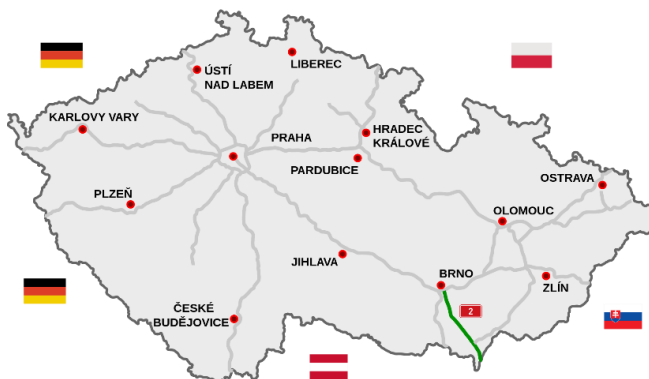 LIBEREC
ÚSTÍ
NAD LABEM
KARLOVY VARY
HRADEC
KRÁLOVÉ
PRAHA
PARDUBICE
OSTRAVA
PLZEŇ
OLOMOUC
JIHLAVA
BRNO
ZLÍN
2
ČESKÉ
BUDĚJOVICE